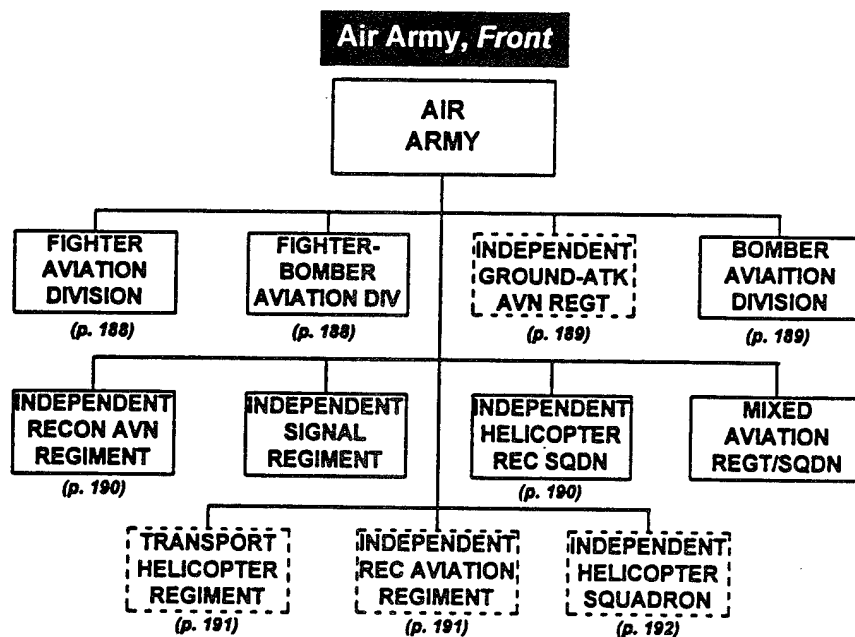 Air Army, Front
AIR
ARMY
FIGHTER
AVIATION
DIVISION
(p. 188)
FIGHTER-
BOMBER
AVIATION DIV
(p. 188)
INDEPENDENT
GROUND-ATK
AVN REGT
(p. 189)
BOMBER
AVIAITION
DIVISION
(p. 189)
INDEPENDENT
RECON AVN
REGIMENT
(p. 190)
INDEPENDENT
SIGNAL
REGIMENT
INDEPENDENT
HELICOPTER
REC SQDN
(p. 190)
MIXED
AVIATION
REGT/SQDN
TRANSPORT
HELICOPTER
REGIMENT
(p. 191)
INDEPENDENT
REC AVIATION
REGIMENT
(p. 191)
INDEPENDENT
HELICOPTER
SQUADRON
(p. 192)